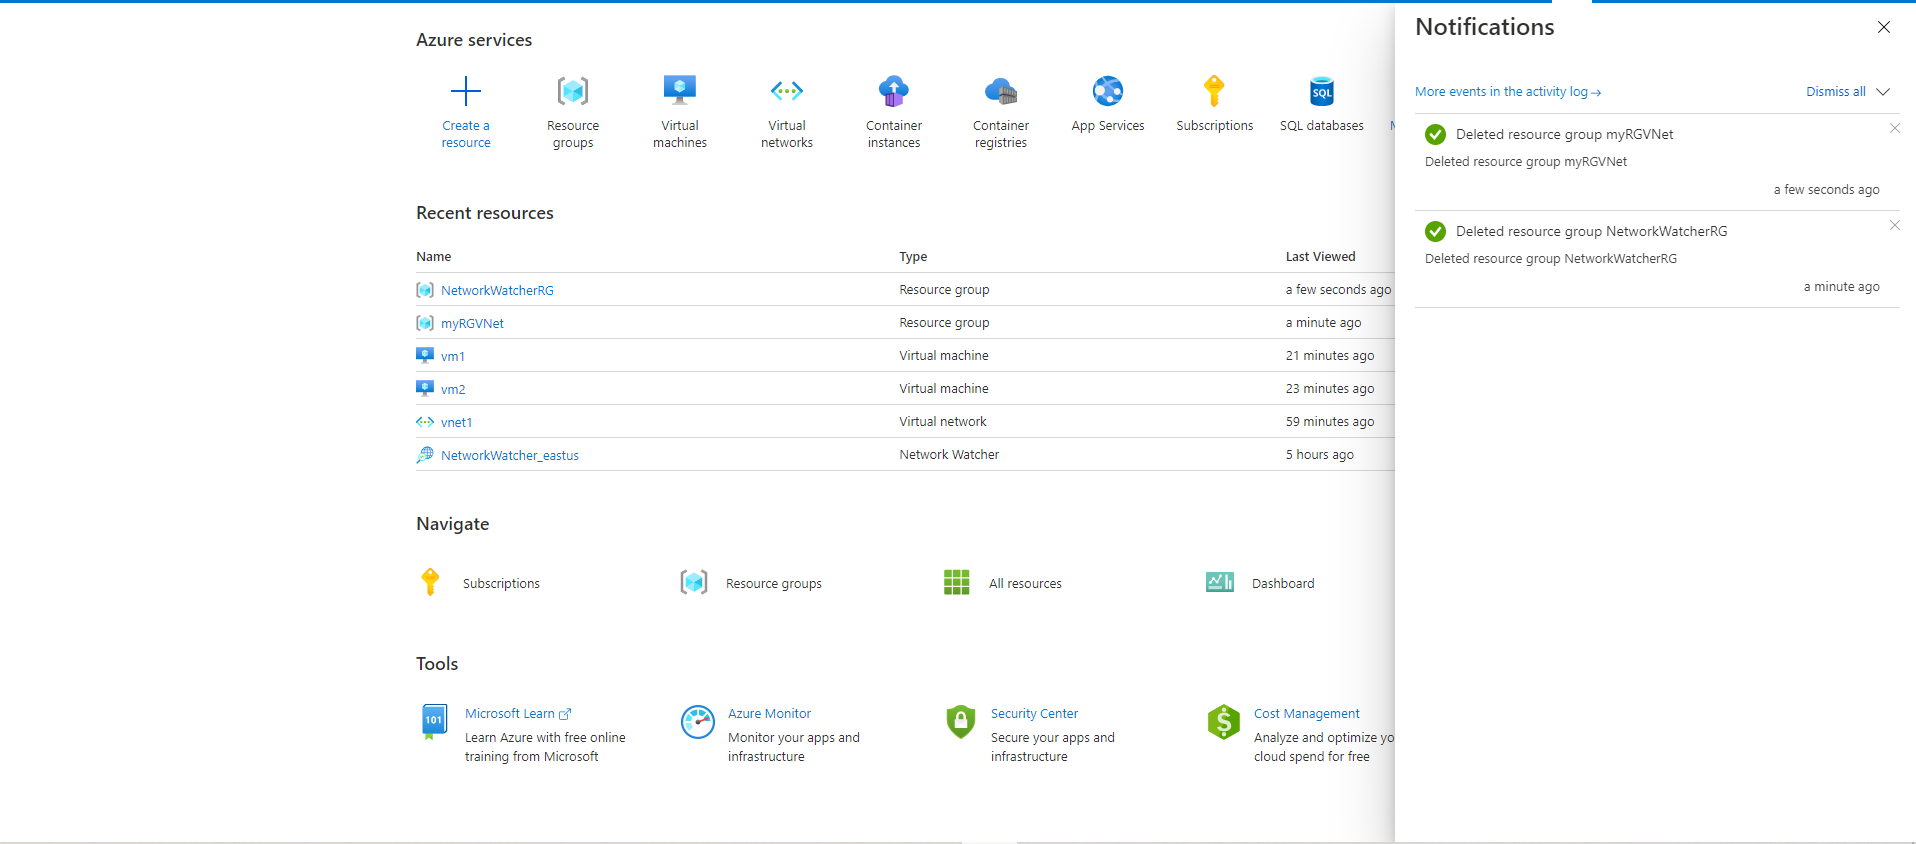 Azure services
Create a
resource
Resource
groups
Virtual
machines
Virtual
networks
Container
instances
Container
registries
App Services
Subscriptions
SQL
SQL databases
Recent resources
Name Type Last Viewed
NetworkWatcherRG Resource group a few seconds ago
myRGVNet Resource group a minute ago
vm1 Virtual machine 21 minutes ago
vm2 Virtual machine 23 minutes ago
vnet1 Virtual network 59 minutes ago
NetworkWatcher_eastus Network Watcher 5 hours ago
Navigate
Subscriptions Resource groups All resources Dashboard
Tools
101
Microsoft Learn
Learn Azure with free online
training from Microsoft
Azure Monitor
Monitor your apps and
infrastructure
Security Center
Secure your apps and
infrastructure
$
Cost Management
Analyze and optimize yo
cloud spend for free
Notifications
More events in the activity log → Dismiss all
Deleted resource group myRGVNet
Deleted resource group myRGVNet
a few seconds ago
Deleted resource group NetworkWatcherRG
Deleted resource group NetworkWatcherRG
a minute ago